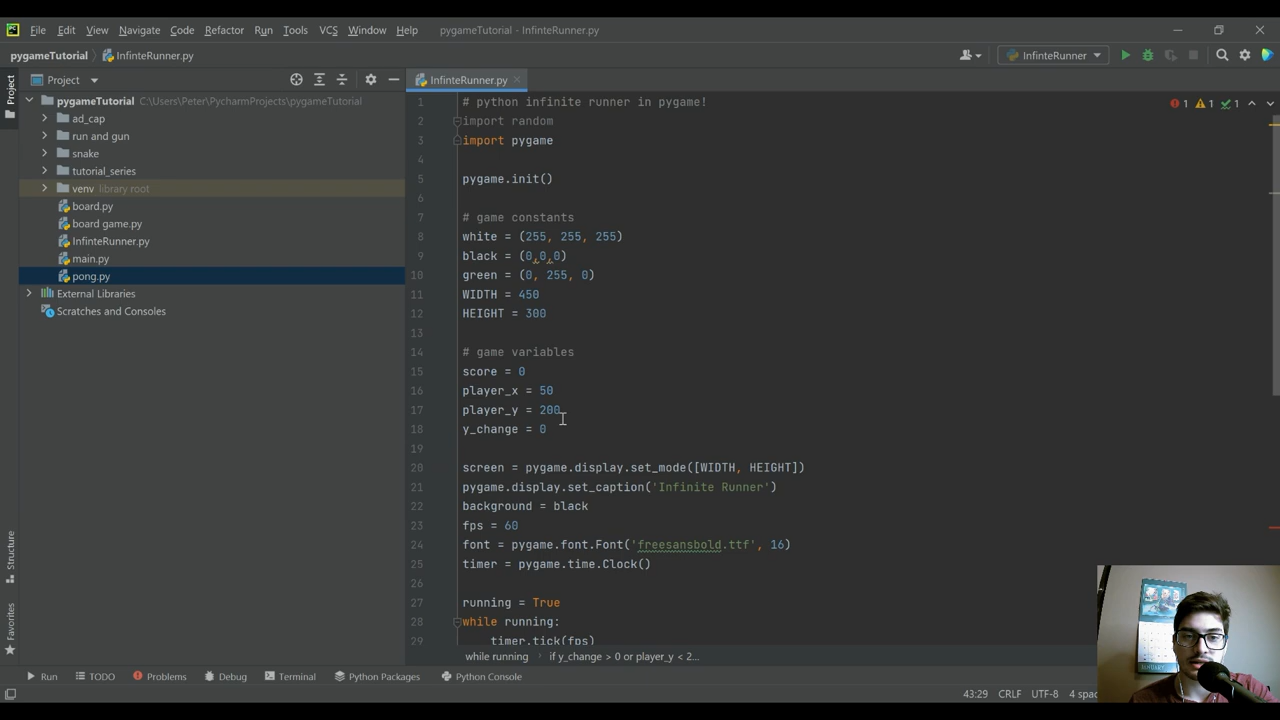 File Edit View Navigate Code Refactor Run Tools VCS Window Help pygameTutorial - InfinteRunner.py
pygameTutorial InfinteRunner.py InfinteRunner
Project InfinteRunner.py
Project
pygameTutorial C:\Users\Peter\PycharmProjects\pygameTutorial
ad_cap
run and gun
snake
tutorial_series
venv library root
board.py
board game.py
InfinteRunner.py
main.py
pong.py
External Libraries
Scratches and Consoles
Structure
Favorites
1 # python infinite runner in pygame! 1 1 1
2 import random
3 import pygame
4
5 pygame.init()
6
7 # game constants
8 white = (255, 255, 255)
9 black = (0,0,0)
10 green = (0, 255, 0)
11 WIDTH = 450
12 HEIGHT = 300
13
14 # game variables
15 score = 0
16 player_x = 50
17 player_y = 200
18 y_change = 0
19
20 screen = pygame.display.set_mode([WIDTH, HEIGHT])
21 pygame.display.set_caption('Infinite Runner')
22 background = black
23 fps = 60
24 font = pygame.font.Font('freesansbold.ttf', 16)
25 timer = pygame.time.Clock()
26
27 running = True
28 while running:
29 timer.tick(fps)
while running if y_change > 0 or player_y < 2...
Run TODO Problems Debug Terminal Python Packages Python Console
43:29 CRLF UTF-8 4 spac
JANUARY